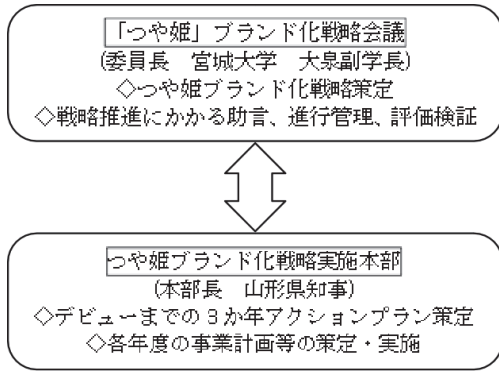 「つや姫」ブランド化戦略会議
(委員長　宮城大学　大泉副学長)
◇つや姫ブランド化戦略策定
◇戦略推進にかかる助言、進行管理、評価検証
つや姫ブランド化戦略実施本部
(本部長　山形県知事)
◇デビューまでの３か年アクションプラン策定
◇各年度の事業計画等の策定・実施